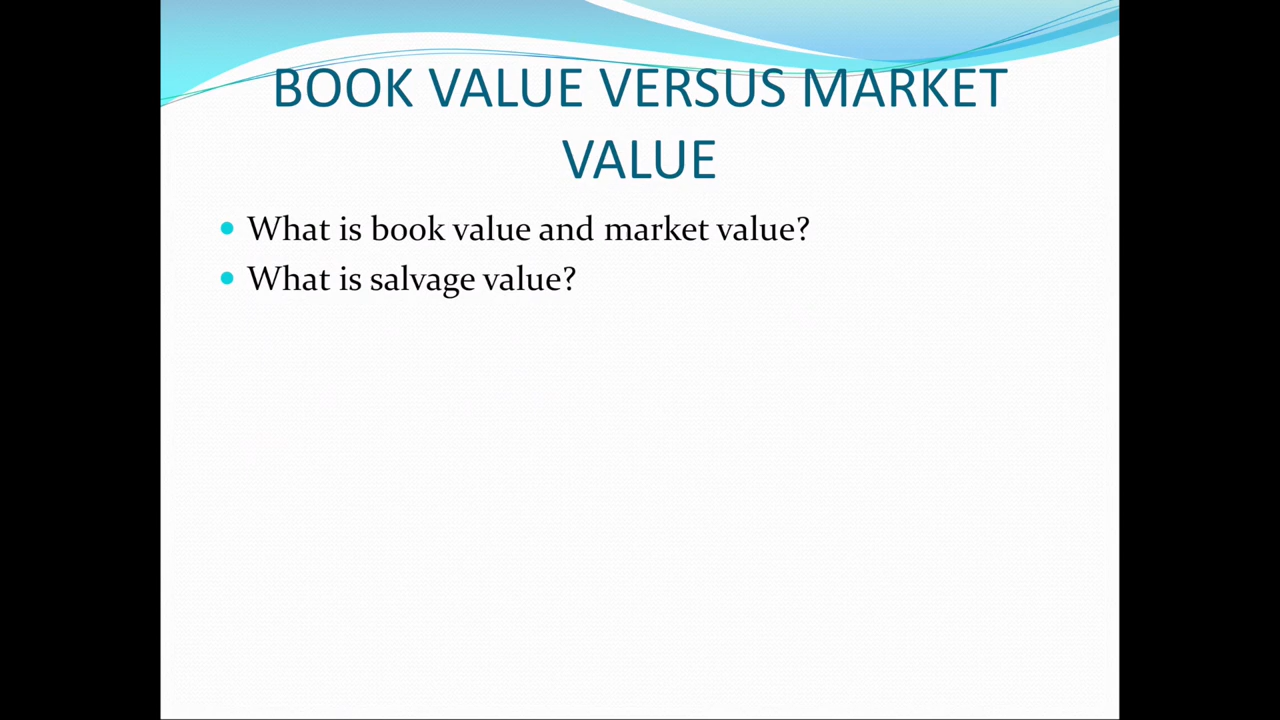 BOOK VALUE VERSUS MARKET
VALUE
What is book value and market value?
What is salvage value?